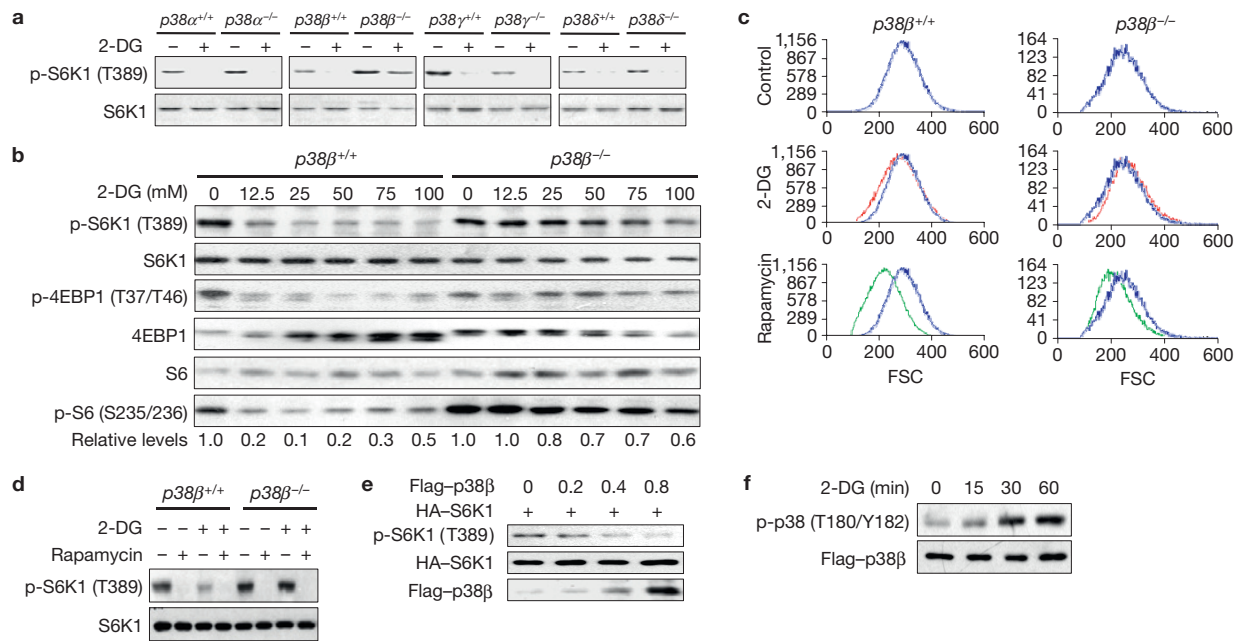 a
p38α+/+ p38α−/− p38β+/+ p38β−/− p38γ+/+ p38γ−/− p38δ+/+ p38δ−/−
2-DG − + − + − + − + − + − + − + − +
p-S6K1 (T389)
S6K1
b
p38β+/+ p38β−/−
2-DG (mM) 0 12.5 25 50 75 100 0 12.5 25 50 75 100
p-S6K1 (T389)
S6K1
p-4EBP1 (T37/T46)
4EBP1
S6
p-S6 (S235/236)
Relative levels 1.0 0.2 0.1 0.2 0.3 0.5 1.0 1.0 0.8 0.7 0.7 0.6
c
p38β+/+ p38β−/−
Control
1,156 867 578 289 0
0 200 400 600
164 123 82 41 0
0 200 400 600
2-DG
1,156 867 578 289 0
0 200 400 600
164 123 82 41 0
0 200 400 600
Rapamycin
1,156 867 578 289 0
0 200 400 600
164 123 82 41 0
0 200 400 600
FSC FSC
d
p38β+/+ p38β−/−
2-DG − − + + − − + +
Rapamycin − + − + − + − +
p-S6K1 (T389)
S6K1
e
Flag–p38β 0 0.2 0.4 0.8
HA–S6K1 + + + +
p-S6K1 (T389)
HA–S6K1
Flag–p38β
f
2-DG (min) 0 15 30 60
p-p38 (T180/Y182)
Flag–p38β